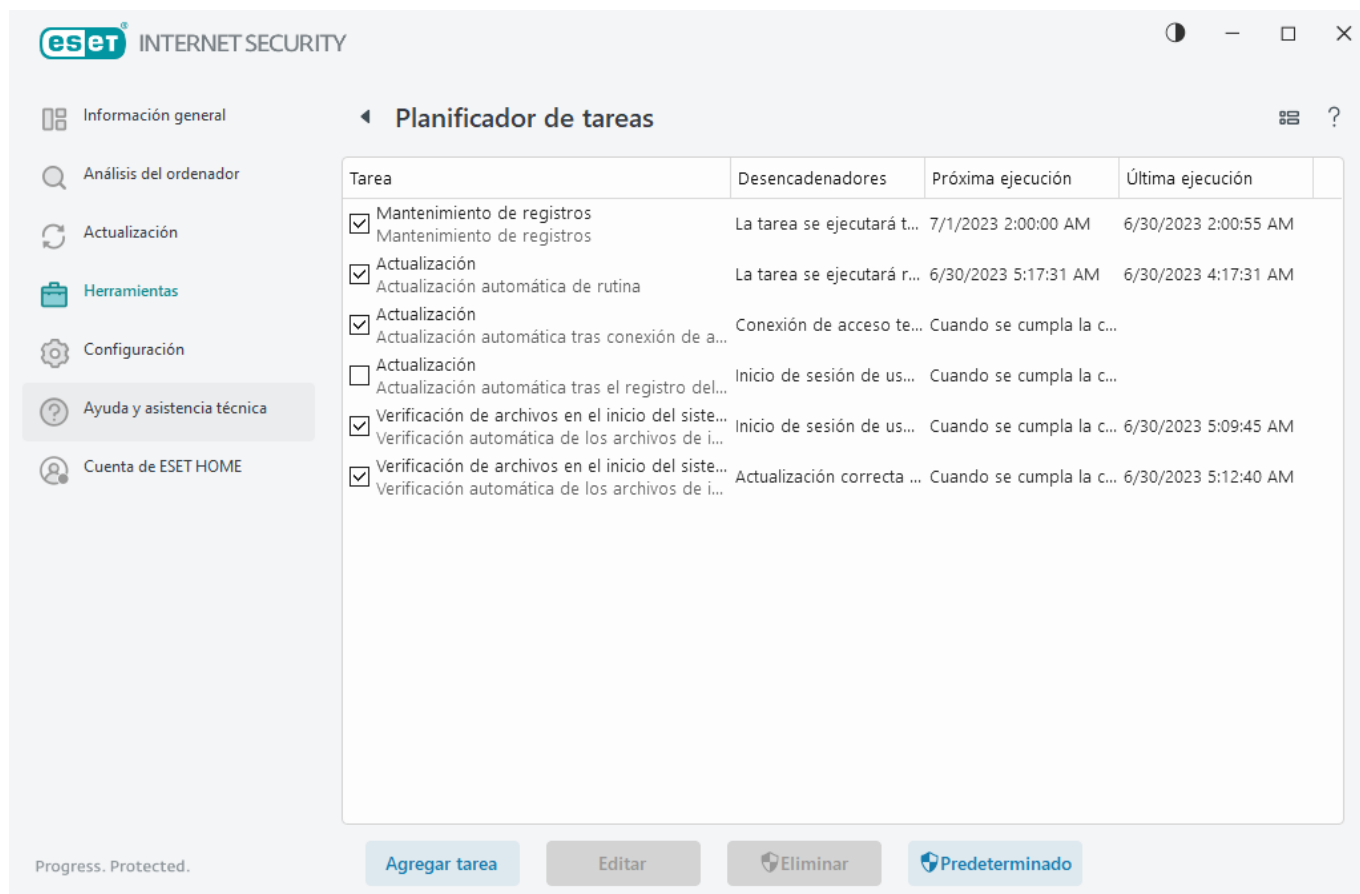 eset® INTERNET SECURITY
Información general
Análisis del ordenador
Actualización
Herramientas
Configuración
Ayuda y asistencia técnica
Cuenta de ESET HOME
Progress. Protected.
Planificador de tareas
?
Tarea Desencadenadores Próxima ejecución Última ejecución
Mantenimiento de registros
Mantenimiento de registros
La tarea se ejecutará t... 7/1/2023 2:00:00 AM 6/30/2023 2:00:55 AM
Actualización
Actualización automática de rutina
La tarea se ejecutará r... 6/30/2023 5:17:31 AM 6/30/2023 4:17:31 AM
Actualización
Actualización automática tras conexión de a...
Conexión de acceso te... Cuando se cumpla la c...
Actualización
Actualización automática tras el registro del...
Inicio de sesión de us... Cuando se cumpla la c...
Verificación de archivos en el inicio del siste...
Verificación automática de los archivos de i...
Inicio de sesión de us... Cuando se cumpla la c... 6/30/2023 5:09:45 AM
Verificación de archivos en el inicio del siste...
Verificación automática de los archivos de i...
Actualización correcta ... Cuando se cumpla la c... 6/30/2023 5:12:40 AM
Agregar tarea Editar Eliminar Predeterminado